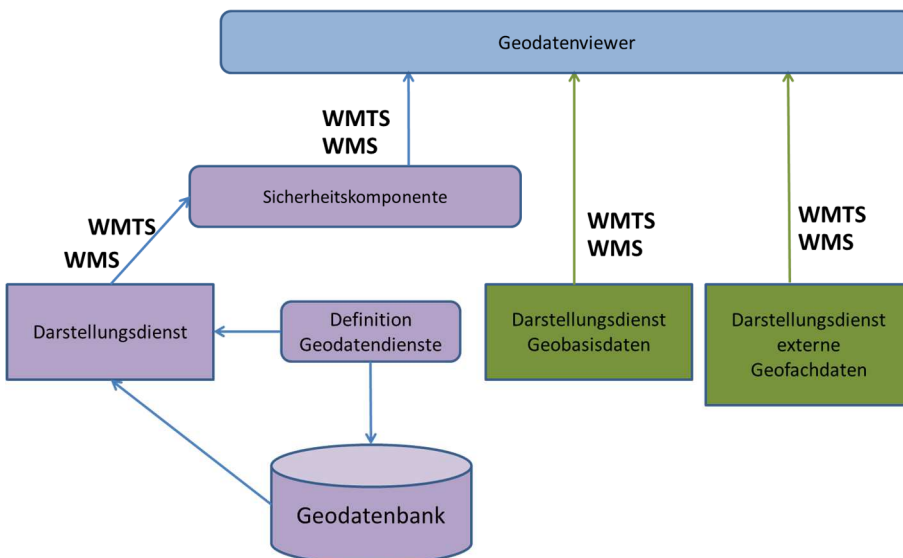 Geodatenviewer
WMTS
WMS
Sicherheitskomponente
WMTS
WMS
WMTS
WMS
WMTS
WMS
Darstellungsdienst
Definition
Geodatendienste
Darstellungsdienst
Geobasisdaten
Darstellungsdienst
externe
Geofachdaten
Geodatenbank